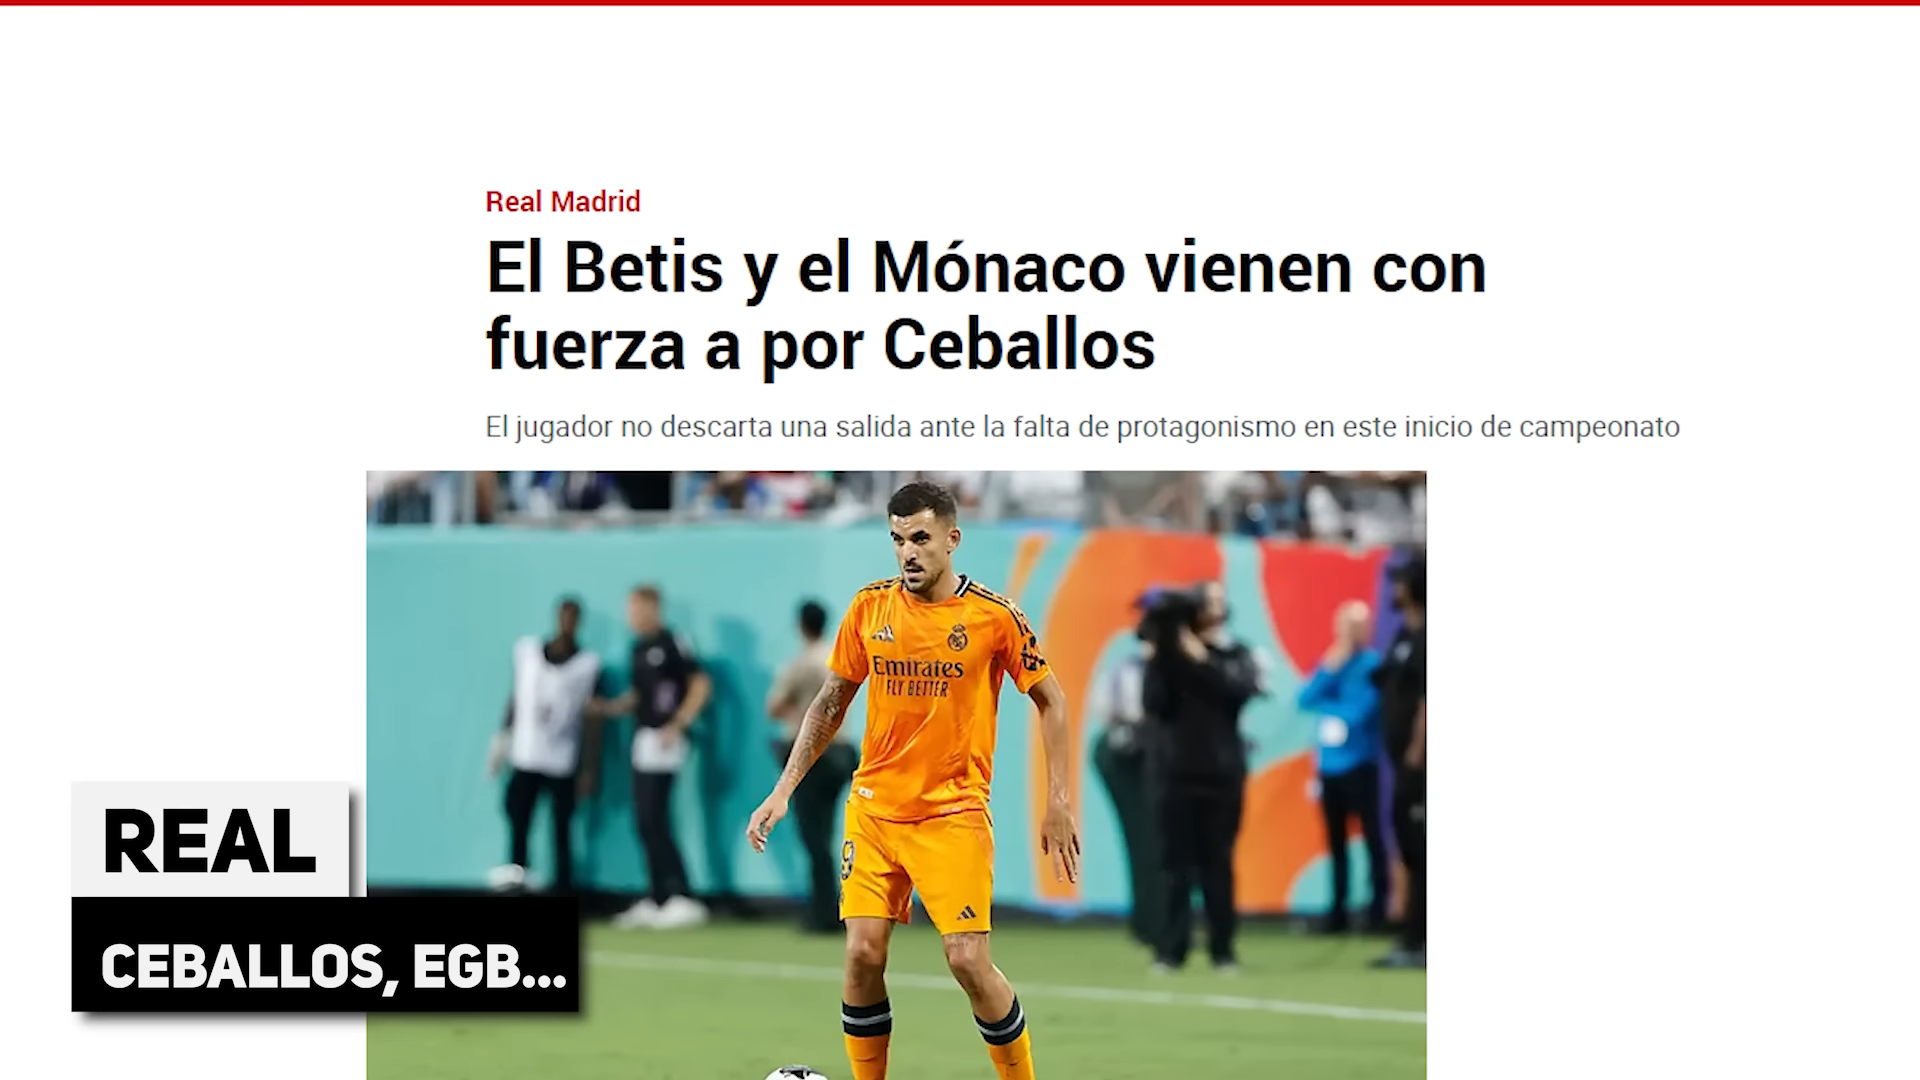 Real Madrid
El Betis y el Mónaco vienen con
fuerza a por Ceballos
El jugador no descarta una salida ante la falta de protagonismo en este inicio de campeonato
Emirates
FLY BETTER
9
REAL
CEBALLOS, EGB...